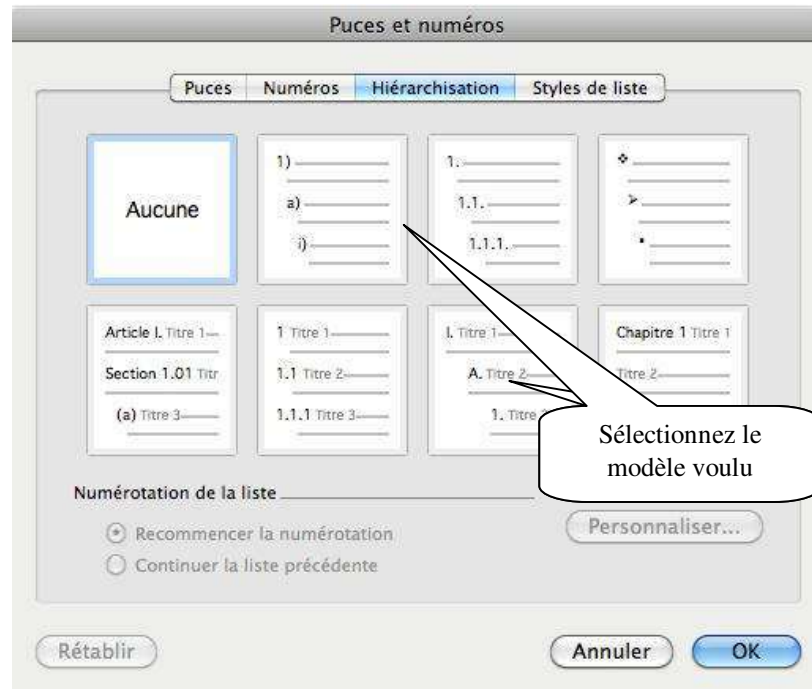 Puces et numéros
Puces Numéros Hiérarchisation Styles de liste
Aucune
1)
a)
i)
1.
1.1.
1.1.1.
Article I. Titre 1
Section 1.01 Titr
(a) Titre 3
1 Titre 1
1.1 Titre 2
1.1.1 Titre 3
I. Titre 1
A. Titre 2
1. Titre
Chapitre 1 Titre 1
Titre 2
Sélectionnez le
modèle voulu
Numérotation de la liste
Recommencer la numérotation
Continuer la liste précédente
Personnaliser...
Rétablir
Annuler
OK